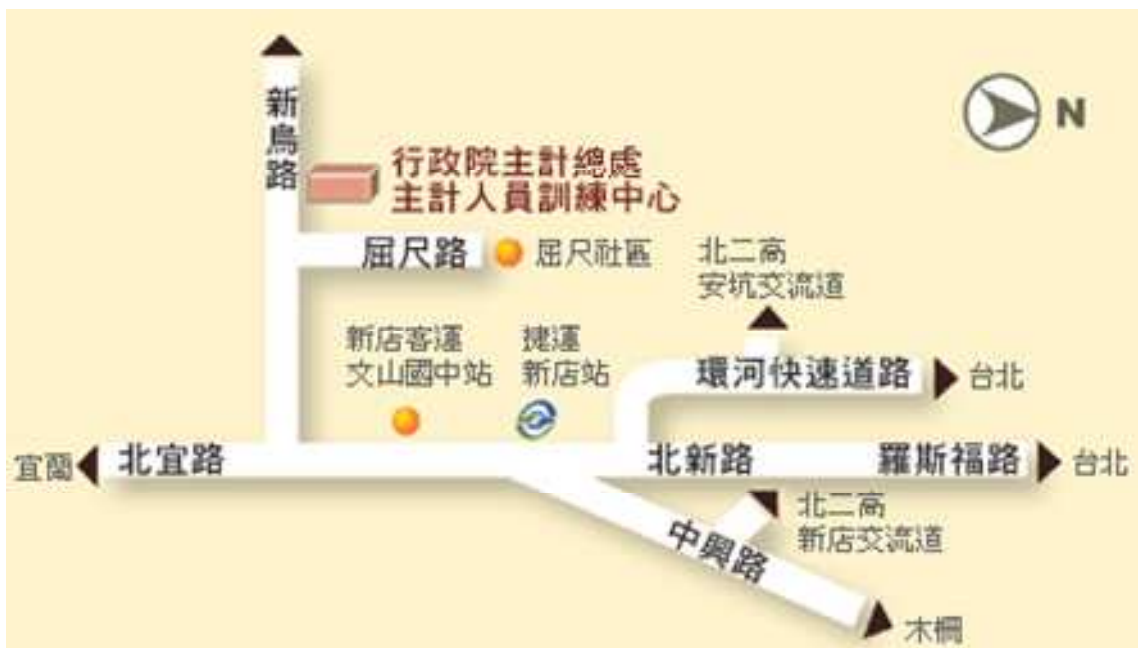 新烏路
N
行政院主計總處
主計人員訓練中心
屈尺路
屈尺社區
北二高
安坑交流道
新店客運
文山國中站
捷運
新店站
環河快速道路
台北
宜蘭
北宜路
北新路
羅斯福路
台北
北二高
新店交流道
中興路
木柵